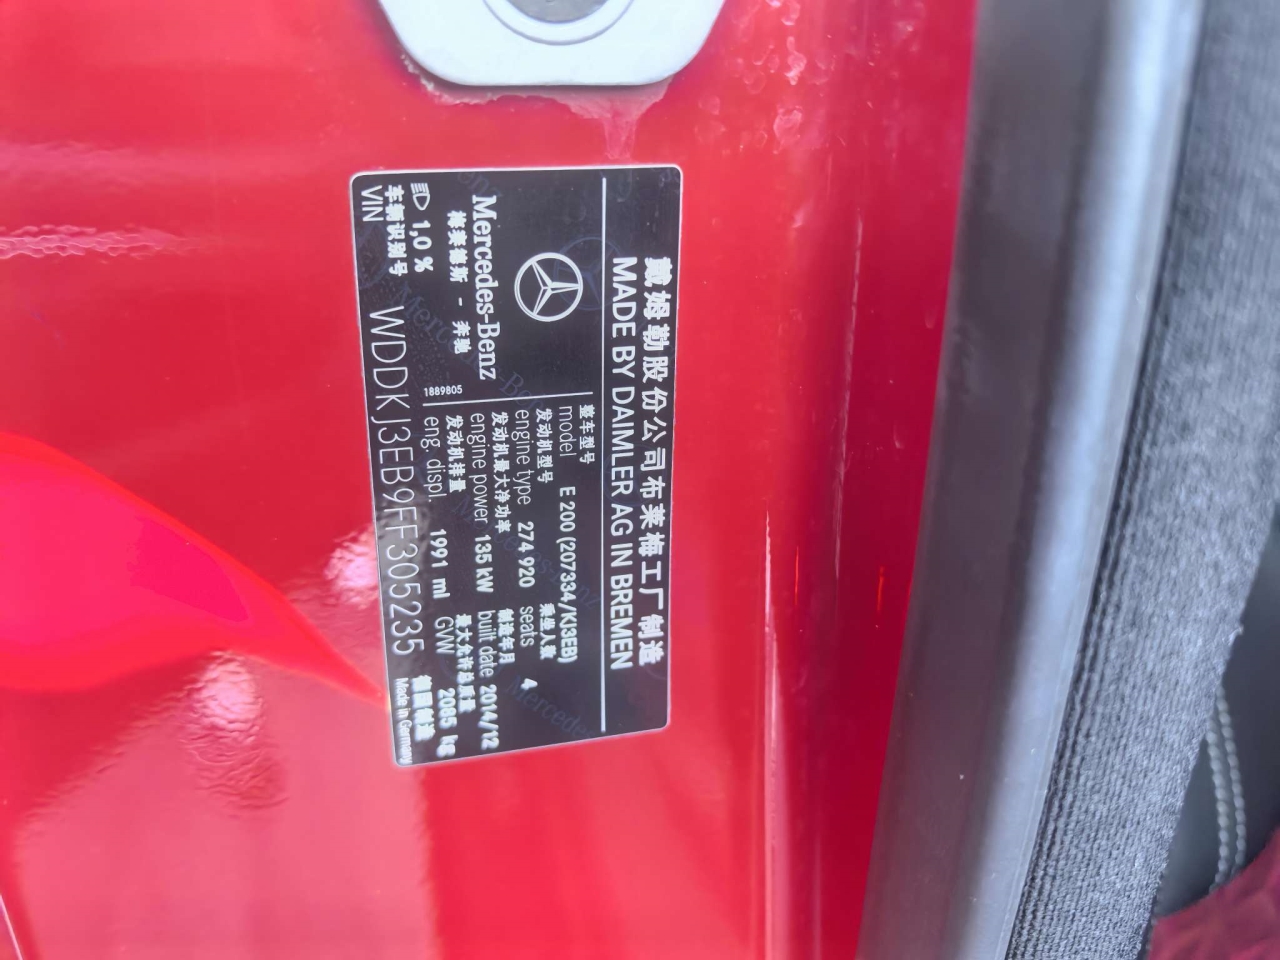 戴姆勒股份公司布莱梅工厂制造
MADE BY DAIMLER AG IN BREMEN
Mercedes-Benz
梅赛德斯 - 奔驰
1,0 %
1889805
整车型号
model E 200 (207334/KJ3EB)
发动机型号 乘坐人数
engine type 274 920 seats 4
发动机最大净功率 制造年月
engine power 135 kW built date 2014/12
发动机排量 最大允许总质量
eng. displ. 1991 ml GVW 2085 kg
车辆识别号
VIN WDDKJ3EB9FF305235
德国制造
Made in Germany